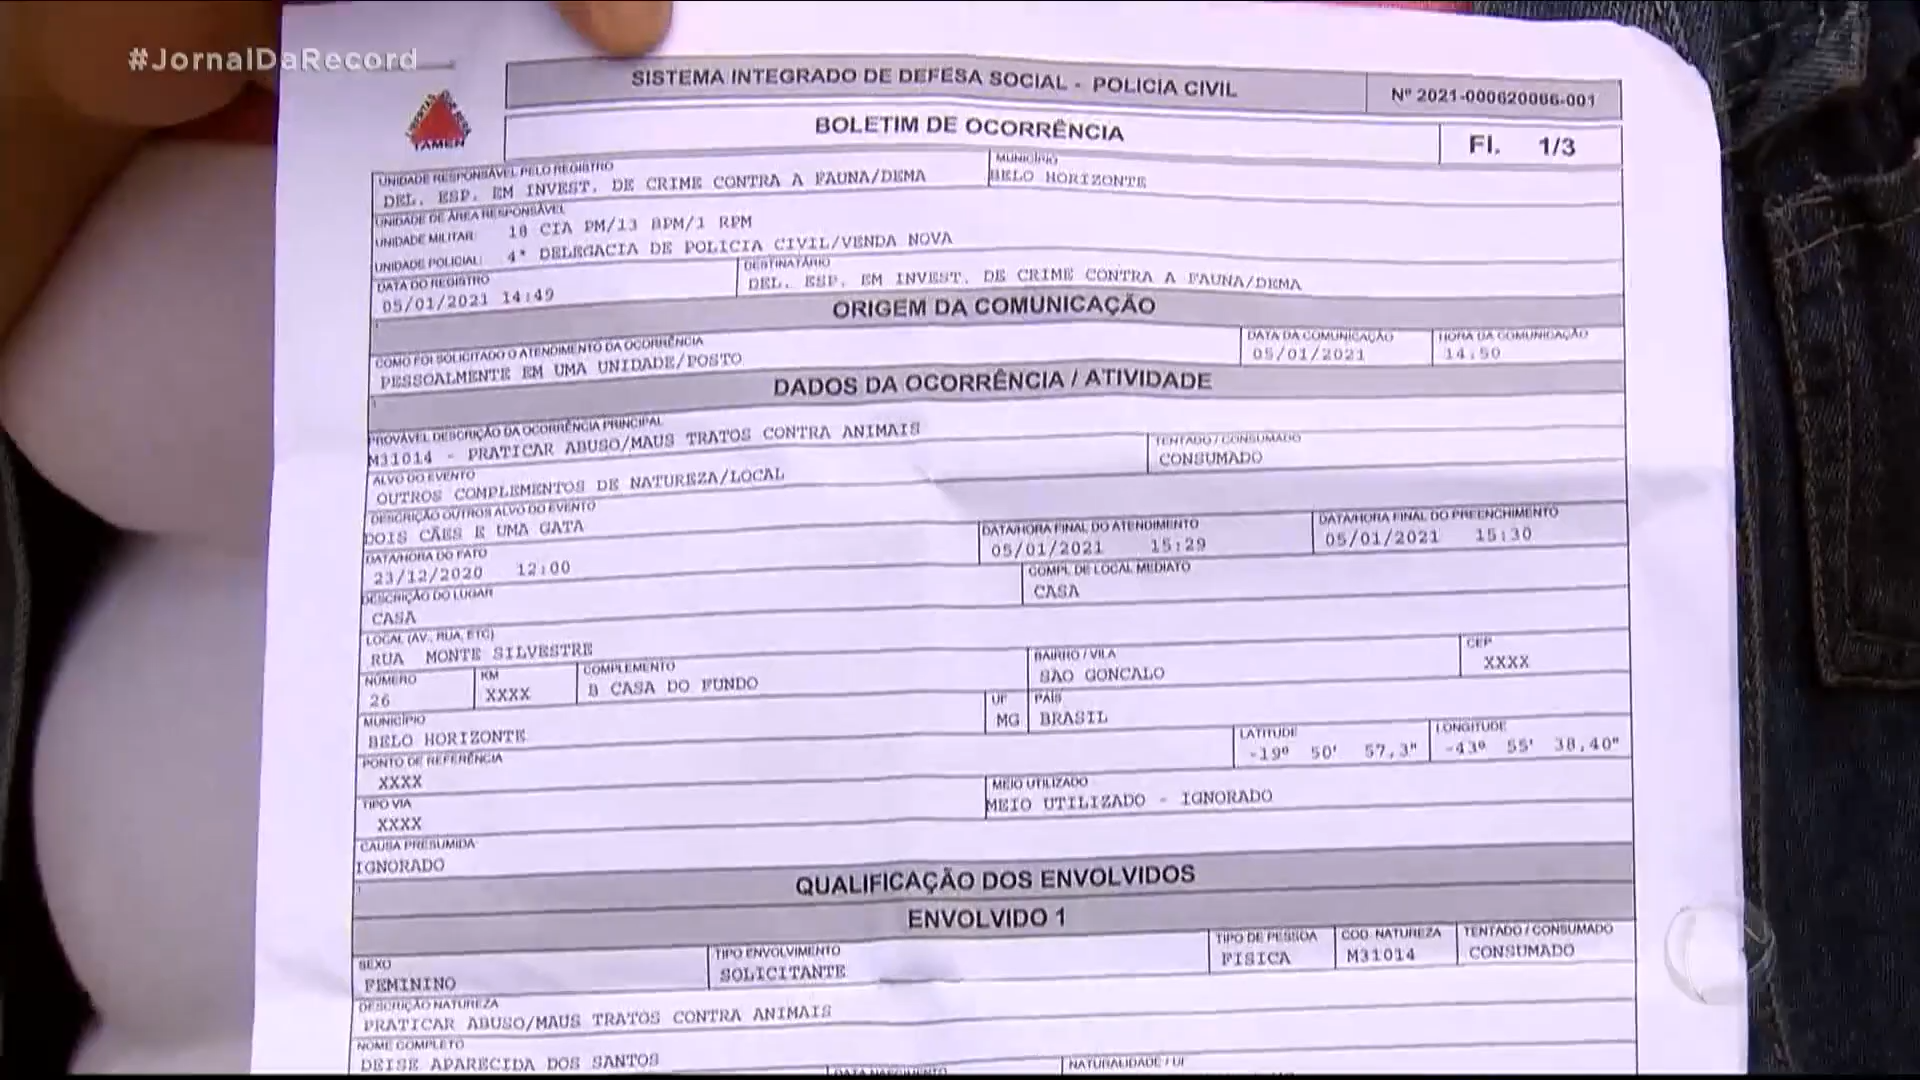 #JornalDaRecord
SISTEMA INTEGRADO DE DEFESA SOCIAL - POLICIA CIVIL
Nº 2021-000620086-001
TAMEN
BOLETIM DE OCORRÊNCIA
Fl. 1/3
UNIDADE RESPONSÁVEL PELO REGISTRO
DEL. ESP. EM INVEST. DE CRIME CONTRA A FAUNA/DEMA
MUNICÍPIO
BELO HORIZONTE
UNIDADE DE ÁREA RESPONSÁVEL
UNIDADE MILITAR: 18 CIA PM/13 BPM/1 RPM
UNIDADE POLICIAL: 4ª DELEGACIA DE POLICIA CIVIL/VENDA NOVA
DATA DO REGISTRO
05/01/2021 14:49
DESTINATÁRIO
DEL. ESP. EM INVEST. DE CRIME CONTRA A FAUNA/DEMA
ORIGEM DA COMUNICAÇÃO
COMO FOI SOLICITADO O ATENDIMENTO DA OCORRÊNCIA
PESSOALMENTE EM UMA UNIDADE/POSTO
DATA DA COMUNICAÇÃO
05/01/2021
HORA DA COMUNICAÇÃO
14:50
DADOS DA OCORRÊNCIA / ATIVIDADE
PROVÁVEL DESCRIÇÃO DA OCORRÊNCIA PRINCIPAL
M31014 - PRATICAR ABUSO/MAUS TRATOS CONTRA ANIMAIS
TENTADO / CONSUMADO
CONSUMADO
ALVO DO EVENTO
OUTROS COMPLEMENTOS DE NATUREZA/LOCAL
DESCRIÇÃO OUTROS ALVO DO EVENTO
DOIS CÃES E UMA GATA
DATA/HORA DO FATO
23/12/2020 12:00
DATA/HORA FINAL DO ATENDIMENTO
05/01/2021 15:29
DATA/HORA FINAL DO PREENCHIMENTO
05/01/2021 15:30
DESCRIÇÃO DO LUGAR
CASA
COMPL DE LOCAL MEDIATO
CASA
LOCAL (AV., RUA, ETC)
RUA MONTE SILVESTRE
NÚMERO
26
KM
XXXX
COMPLEMENTO
B CASA DO FUNDO
BAIRRO / VILA
SAO GONCALO
CEP
XXXX
MUNICÍPIO
BELO HORIZONTE
UF
MG
PAÍS
BRASIL
PONTO DE REFERÊNCIA
XXXX
LATITUDE
-19º 50' 57,3"
LONGITUDE
-43º 55' 38,40"
TIPO VIA
XXXX
MEIO UTILIZADO
MEIO UTILIZADO - IGNORADO
CAUSA PRESUMIDA
IGNORADO
QUALIFICAÇÃO DOS ENVOLVIDOS
ENVOLVIDO 1
SEXO
FEMININO
TIPO ENVOLVIMENTO
SOLICITANTE
TIPO DE PESSOA
FISICA
COD. NATUREZA
M31014
TENTADO / CONSUMADO
CONSUMADO
DESCRIÇÃO NATUREZA
PRATICAR ABUSO/MAUS TRATOS CONTRA ANIMAIS
NOME COMPLETO
DEISE APARECIDA DOS SANTOS
DATA NASCIMENTO
NATURALIDADE / UF